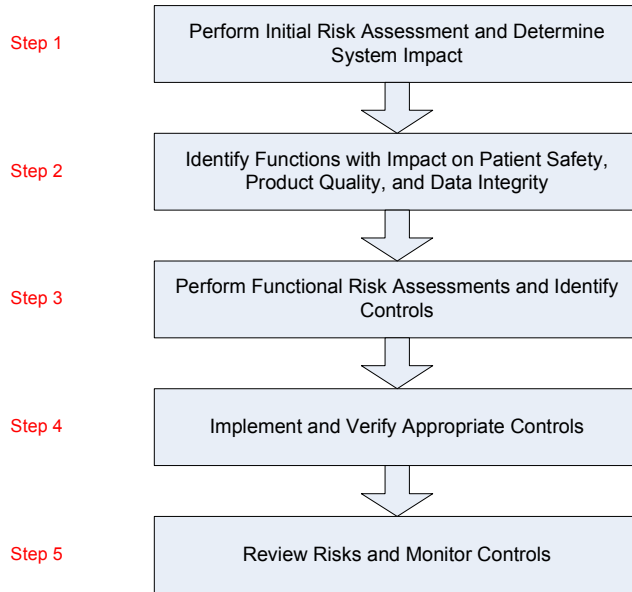 Step 1
Perform Initial Risk Assessment and Determine
System Impact
Step 2
Identify Functions with Impact on Patient Safety,
Product Quality, and Data Integrity
Step 3
Perform Functional Risk Assessments and Identify
Controls
Step 4
Implement and Verify Appropriate Controls
Step 5
Review Risks and Monitor Controls